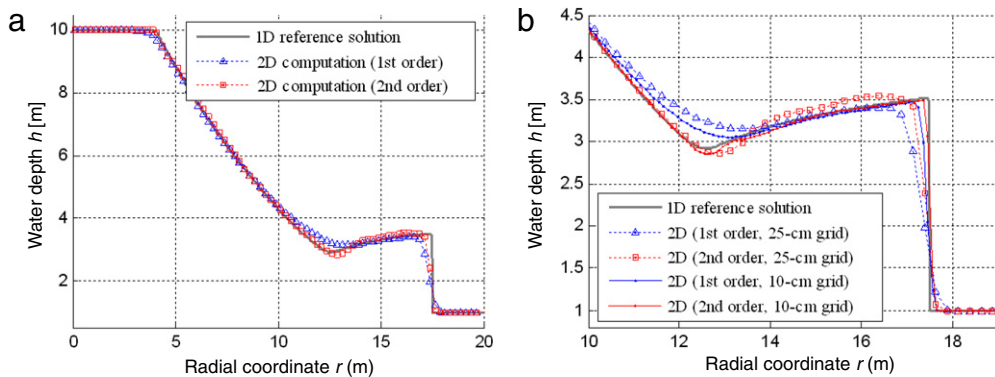 a
10
8
6
4
2
0
5
10
15
20
Water depth h [m]
Radial coordinate r (m)
1D reference solution
2D computation (1st order)
2D computation (2nd order)
b
4.5
4
3.5
3
2.5
2
1.5
1
10
12
14
16
18
Water depth h [m]
Radial coordinate r (m)
1D reference solution
2D (1st order, 25-cm grid)
2D (2nd order, 25-cm grid)
2D (1st order, 10-cm grid)
2D (2nd order, 10-cm grid)